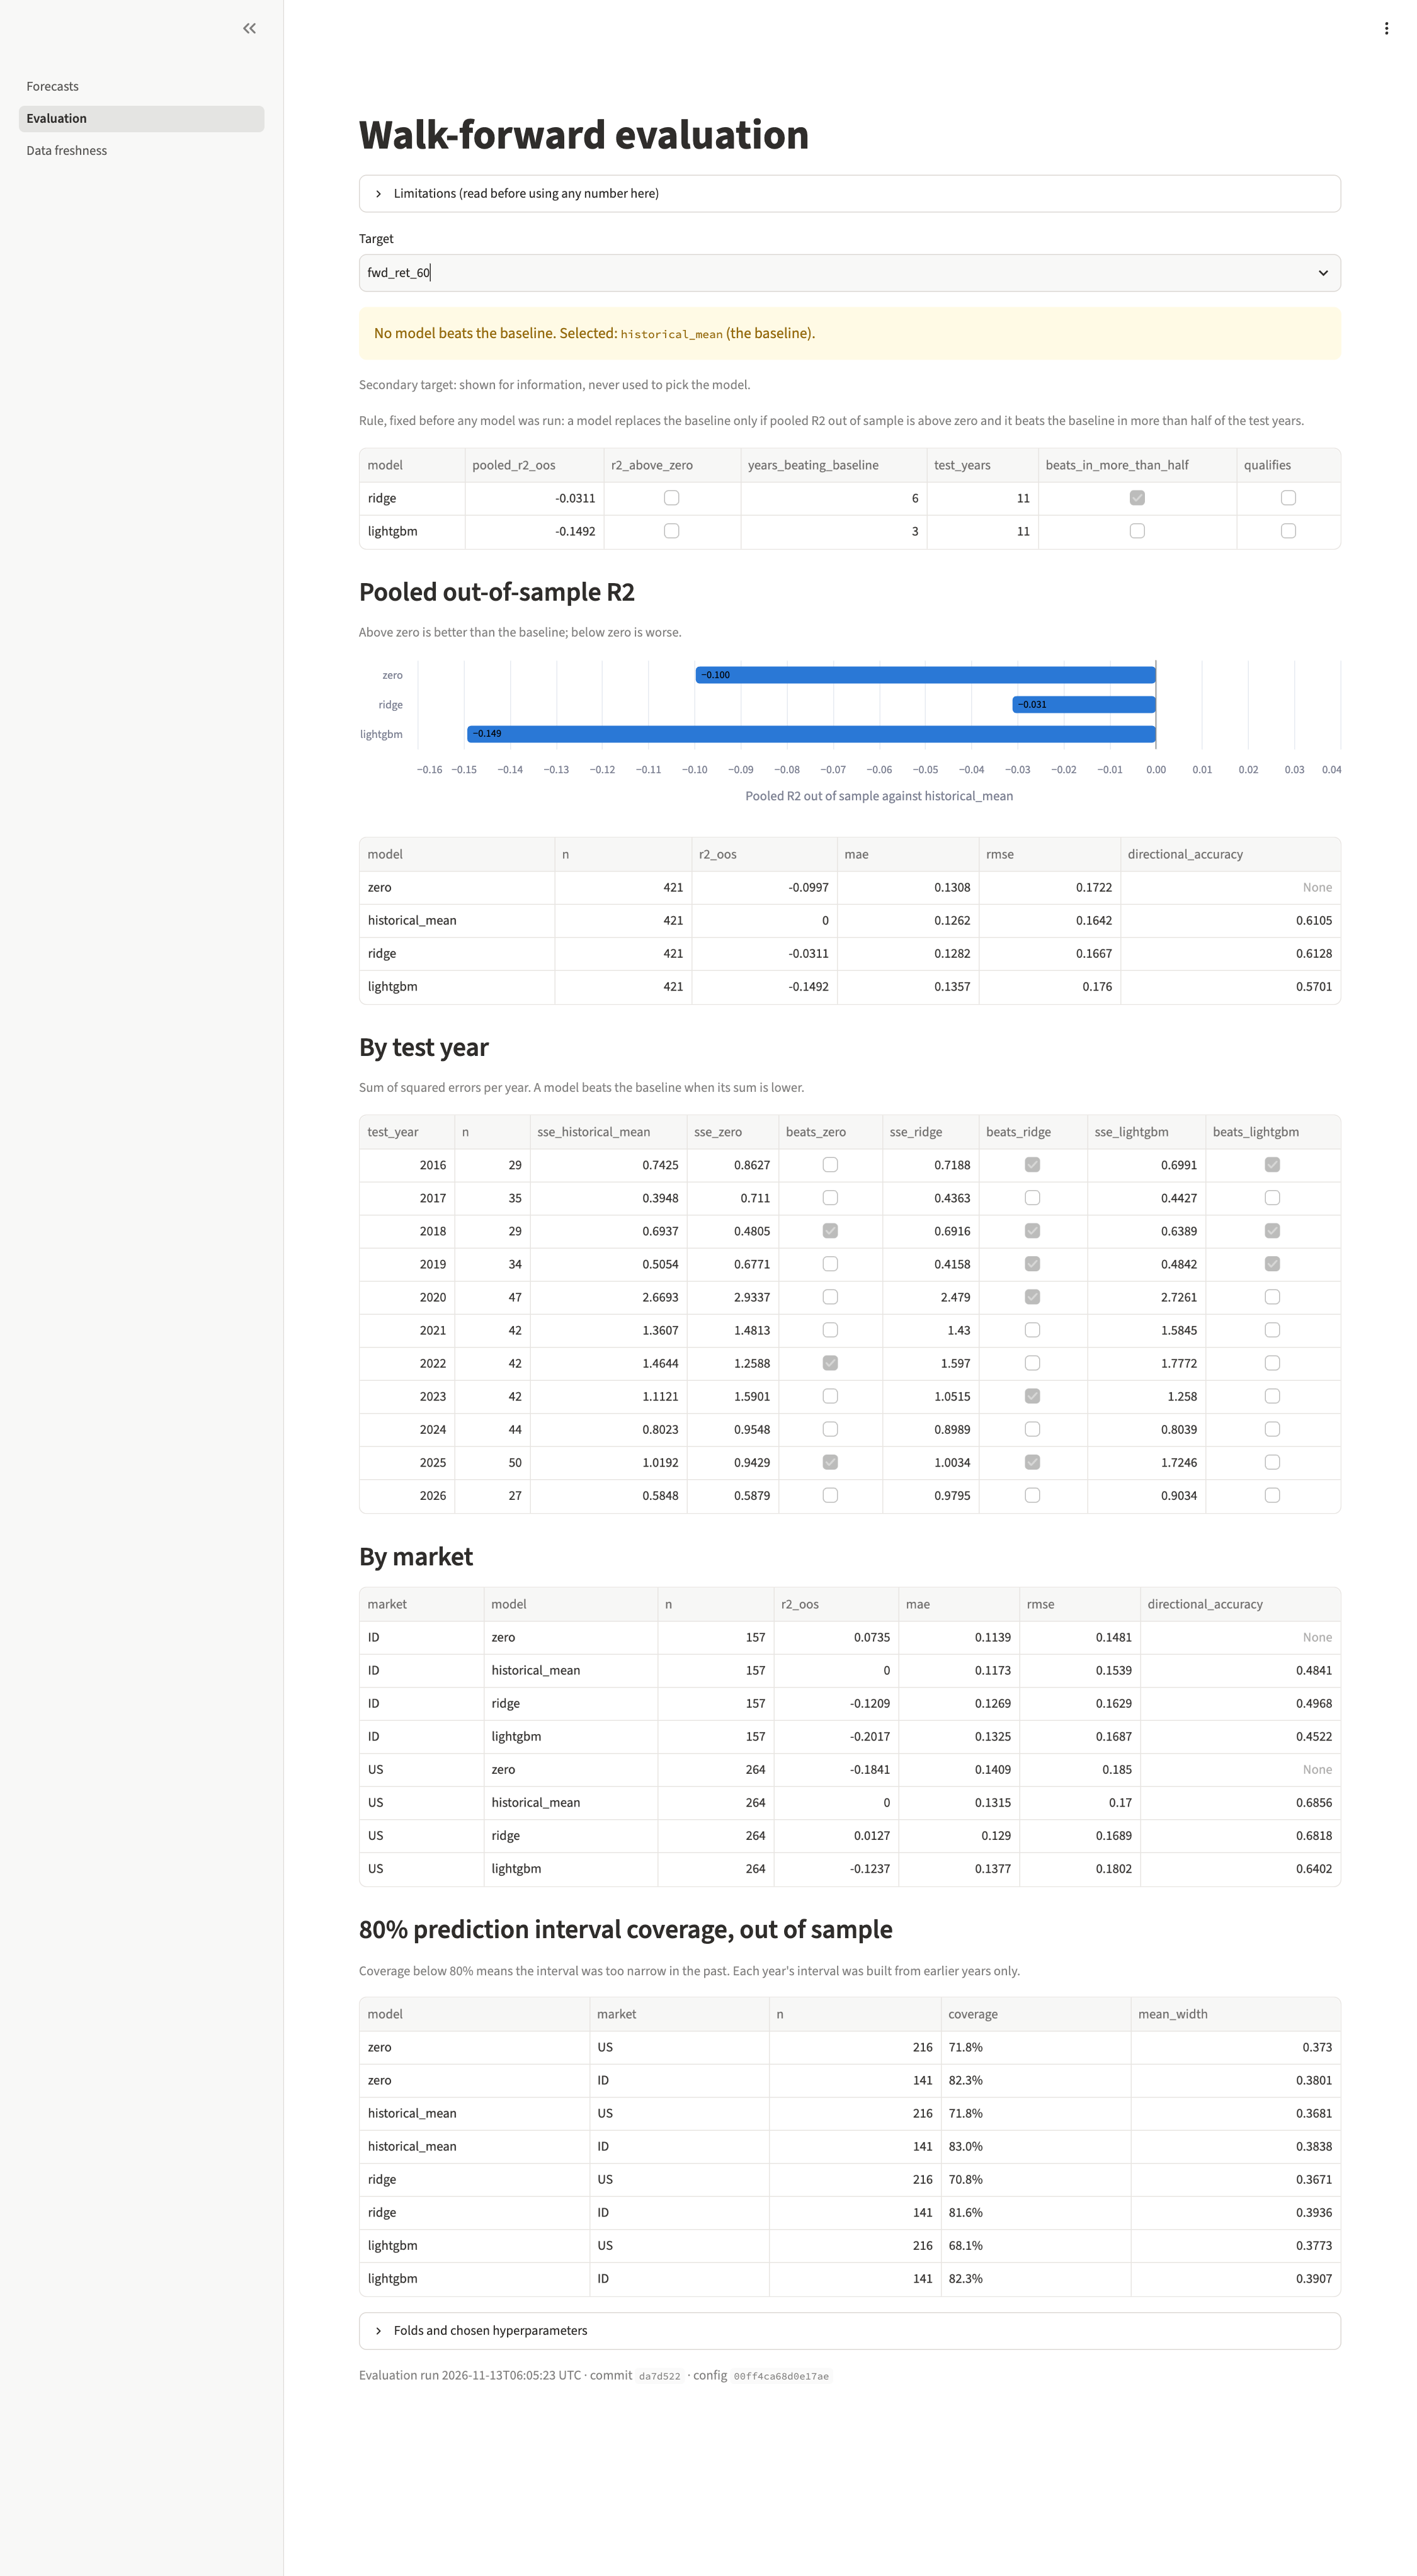 Forecasts
Evaluation
Data freshness
Walk-forward evaluation
Limitations (read before using any number here)
Target
fwd_ret_60
No model beats the baseline. Selected: historical_mean (the baseline).
Secondary target: shown for information, never used to pick the model.
Rule, fixed before any model was run: a model replaces the baseline only if pooled R2 out of sample is above zero and it beats the baseline in more than half of the test years.
model pooled_r2_oos r2_above_zero years_beating_baseline test_years beats_in_more_than_half qualifies
ridge -0.0311 6 11
lightgbm -0.1492 3 11
Pooled out-of-sample R2
Above zero is better than the baseline; below zero is worse.
zero −0.100
ridge −0.031
lightgbm −0.149
−0.16 −0.15 −0.14 −0.13 −0.12 −0.11 −0.10 −0.09 −0.08 −0.07 −0.06 −0.05 −0.04 −0.03 −0.02 −0.01 0.00 0.01 0.02 0.03 0.04
Pooled R2 out of sample against historical_mean
model n r2_oos mae rmse directional_accuracy
zero 421 -0.0997 0.1308 0.1722 None
historical_mean 421 0 0.1262 0.1642 0.6105
ridge 421 -0.0311 0.1282 0.1667 0.6128
lightgbm 421 -0.1492 0.1357 0.176 0.5701
By test year
Sum of squared errors per year. A model beats the baseline when its sum is lower.
test_year n sse_historical_mean sse_zero beats_zero sse_ridge beats_ridge sse_lightgbm beats_lightgbm
2016 29 0.7425 0.8627 0.7188 0.6991
2017 35 0.3948 0.711 0.4363 0.4427
2018 29 0.6937 0.4805 0.6916 0.6389
2019 34 0.5054 0.6771 0.4158 0.4842
2020 47 2.6693 2.9337 2.479 2.7261
2021 42 1.3607 1.4813 1.43 1.5845
2022 42 1.4644 1.2588 1.597 1.7772
2023 42 1.1121 1.5901 1.0515 1.258
2024 44 0.8023 0.9548 0.8989 0.8039
2025 50 1.0192 0.9429 1.0034 1.7246
2026 27 0.5848 0.5879 0.9795 0.9034
By market
market model n r2_oos mae rmse directional_accuracy
ID zero 157 0.0735 0.1139 0.1481 None
ID historical_mean 157 0 0.1173 0.1539 0.4841
ID ridge 157 -0.1209 0.1269 0.1629 0.4968
ID lightgbm 157 -0.2017 0.1325 0.1687 0.4522
US zero 264 -0.1841 0.1409 0.185 None
US historical_mean 264 0 0.1315 0.17 0.6856
US ridge 264 0.0127 0.129 0.1689 0.6818
US lightgbm 264 -0.1237 0.1377 0.1802 0.6402
80% prediction interval coverage, out of sample
Coverage below 80% means the interval was too narrow in the past. Each year's interval was built from earlier years only.
model market n coverage mean_width
zero US 216 71.8% 0.373
zero ID 141 82.3% 0.3801
historical_mean US 216 71.8% 0.3681
historical_mean ID 141 83.0% 0.3838
ridge US 216 70.8% 0.3671
ridge ID 141 81.6% 0.3936
lightgbm US 216 68.1% 0.3773
lightgbm ID 141 82.3% 0.3907
Folds and chosen hyperparameters
Evaluation run 2026-11-13T06:05:23 UTC · commit da7d522 · config 00ff4ca68d0e17ae